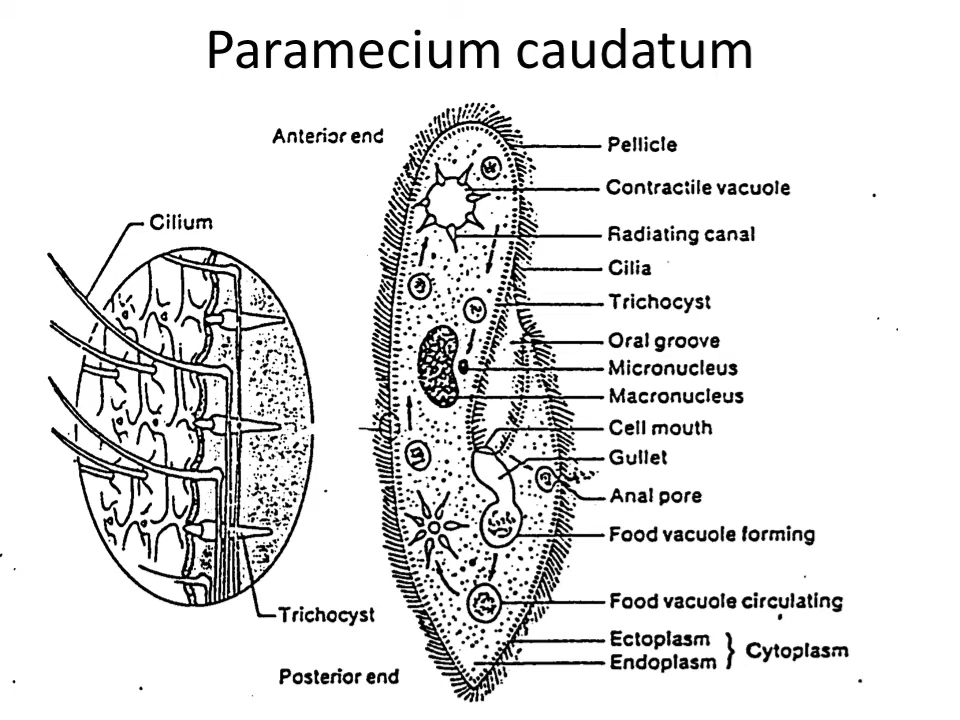 Paramecium caudatum
Anterior end
Pellicle
Contractile vacuole
Cilium
Radiating canal
Cilia
Trichocyst
Oral groove
Micronucleus
Macronucleus
Cell mouth
Gullet
Anal pore
Food vacuole forming
Food vacuole circulating
Trichocyst
Ectoplasm
Endoplasm
Cytoplasm
Posterior end